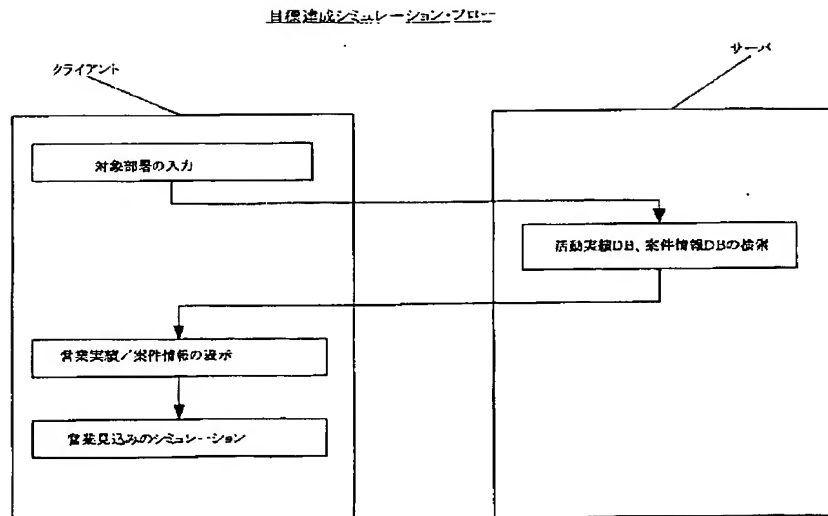 目標達成シミュレーション・フロー
サーバ
クライアント
対象部署の入力
活動実績DB、案件情報DBの検索
営業実績／案件情報の表示
営業見込みのシミュレーション